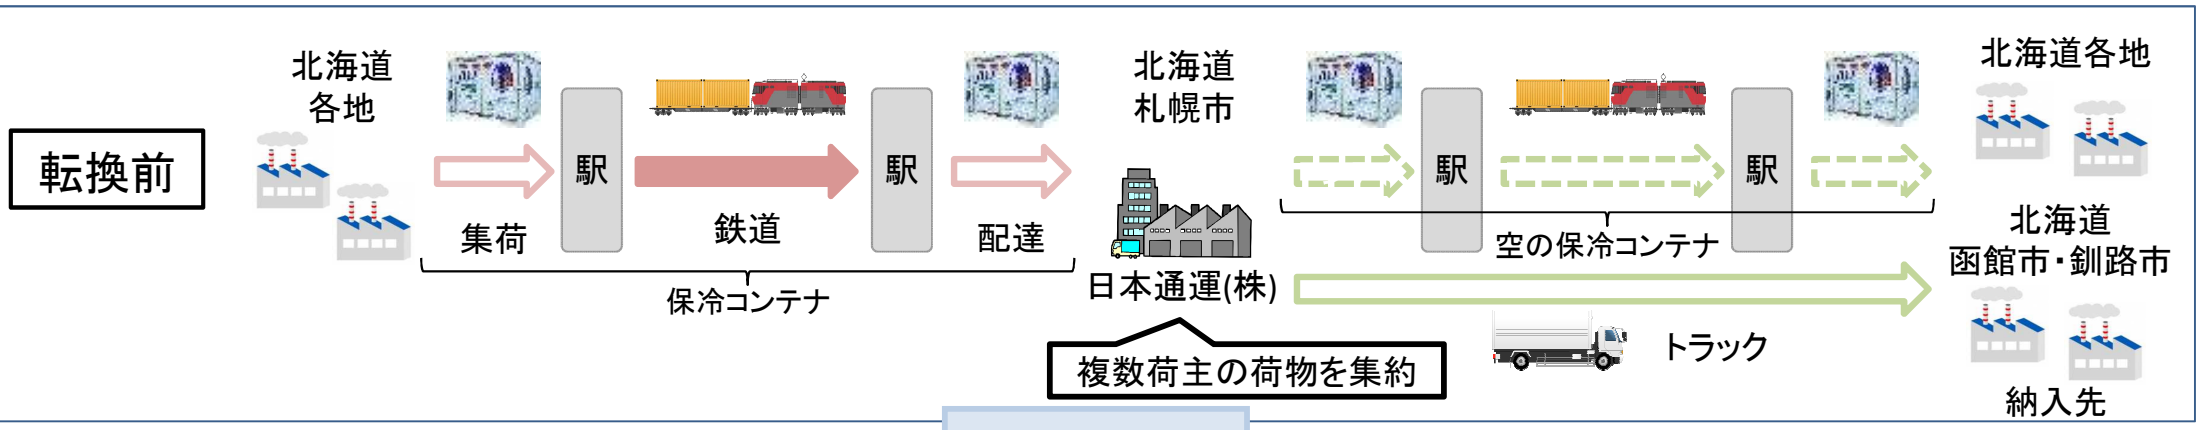 転換前
北海道
各地
集荷
駅
鉄道
駅
配達
保冷コンテナ
北海道
札幌市
日本通運(株)
複数荷主の荷物を集約
駅
駅
空の保冷コンテナ
トラック
北海道各地
北海道
函館市・釧路市
納入先